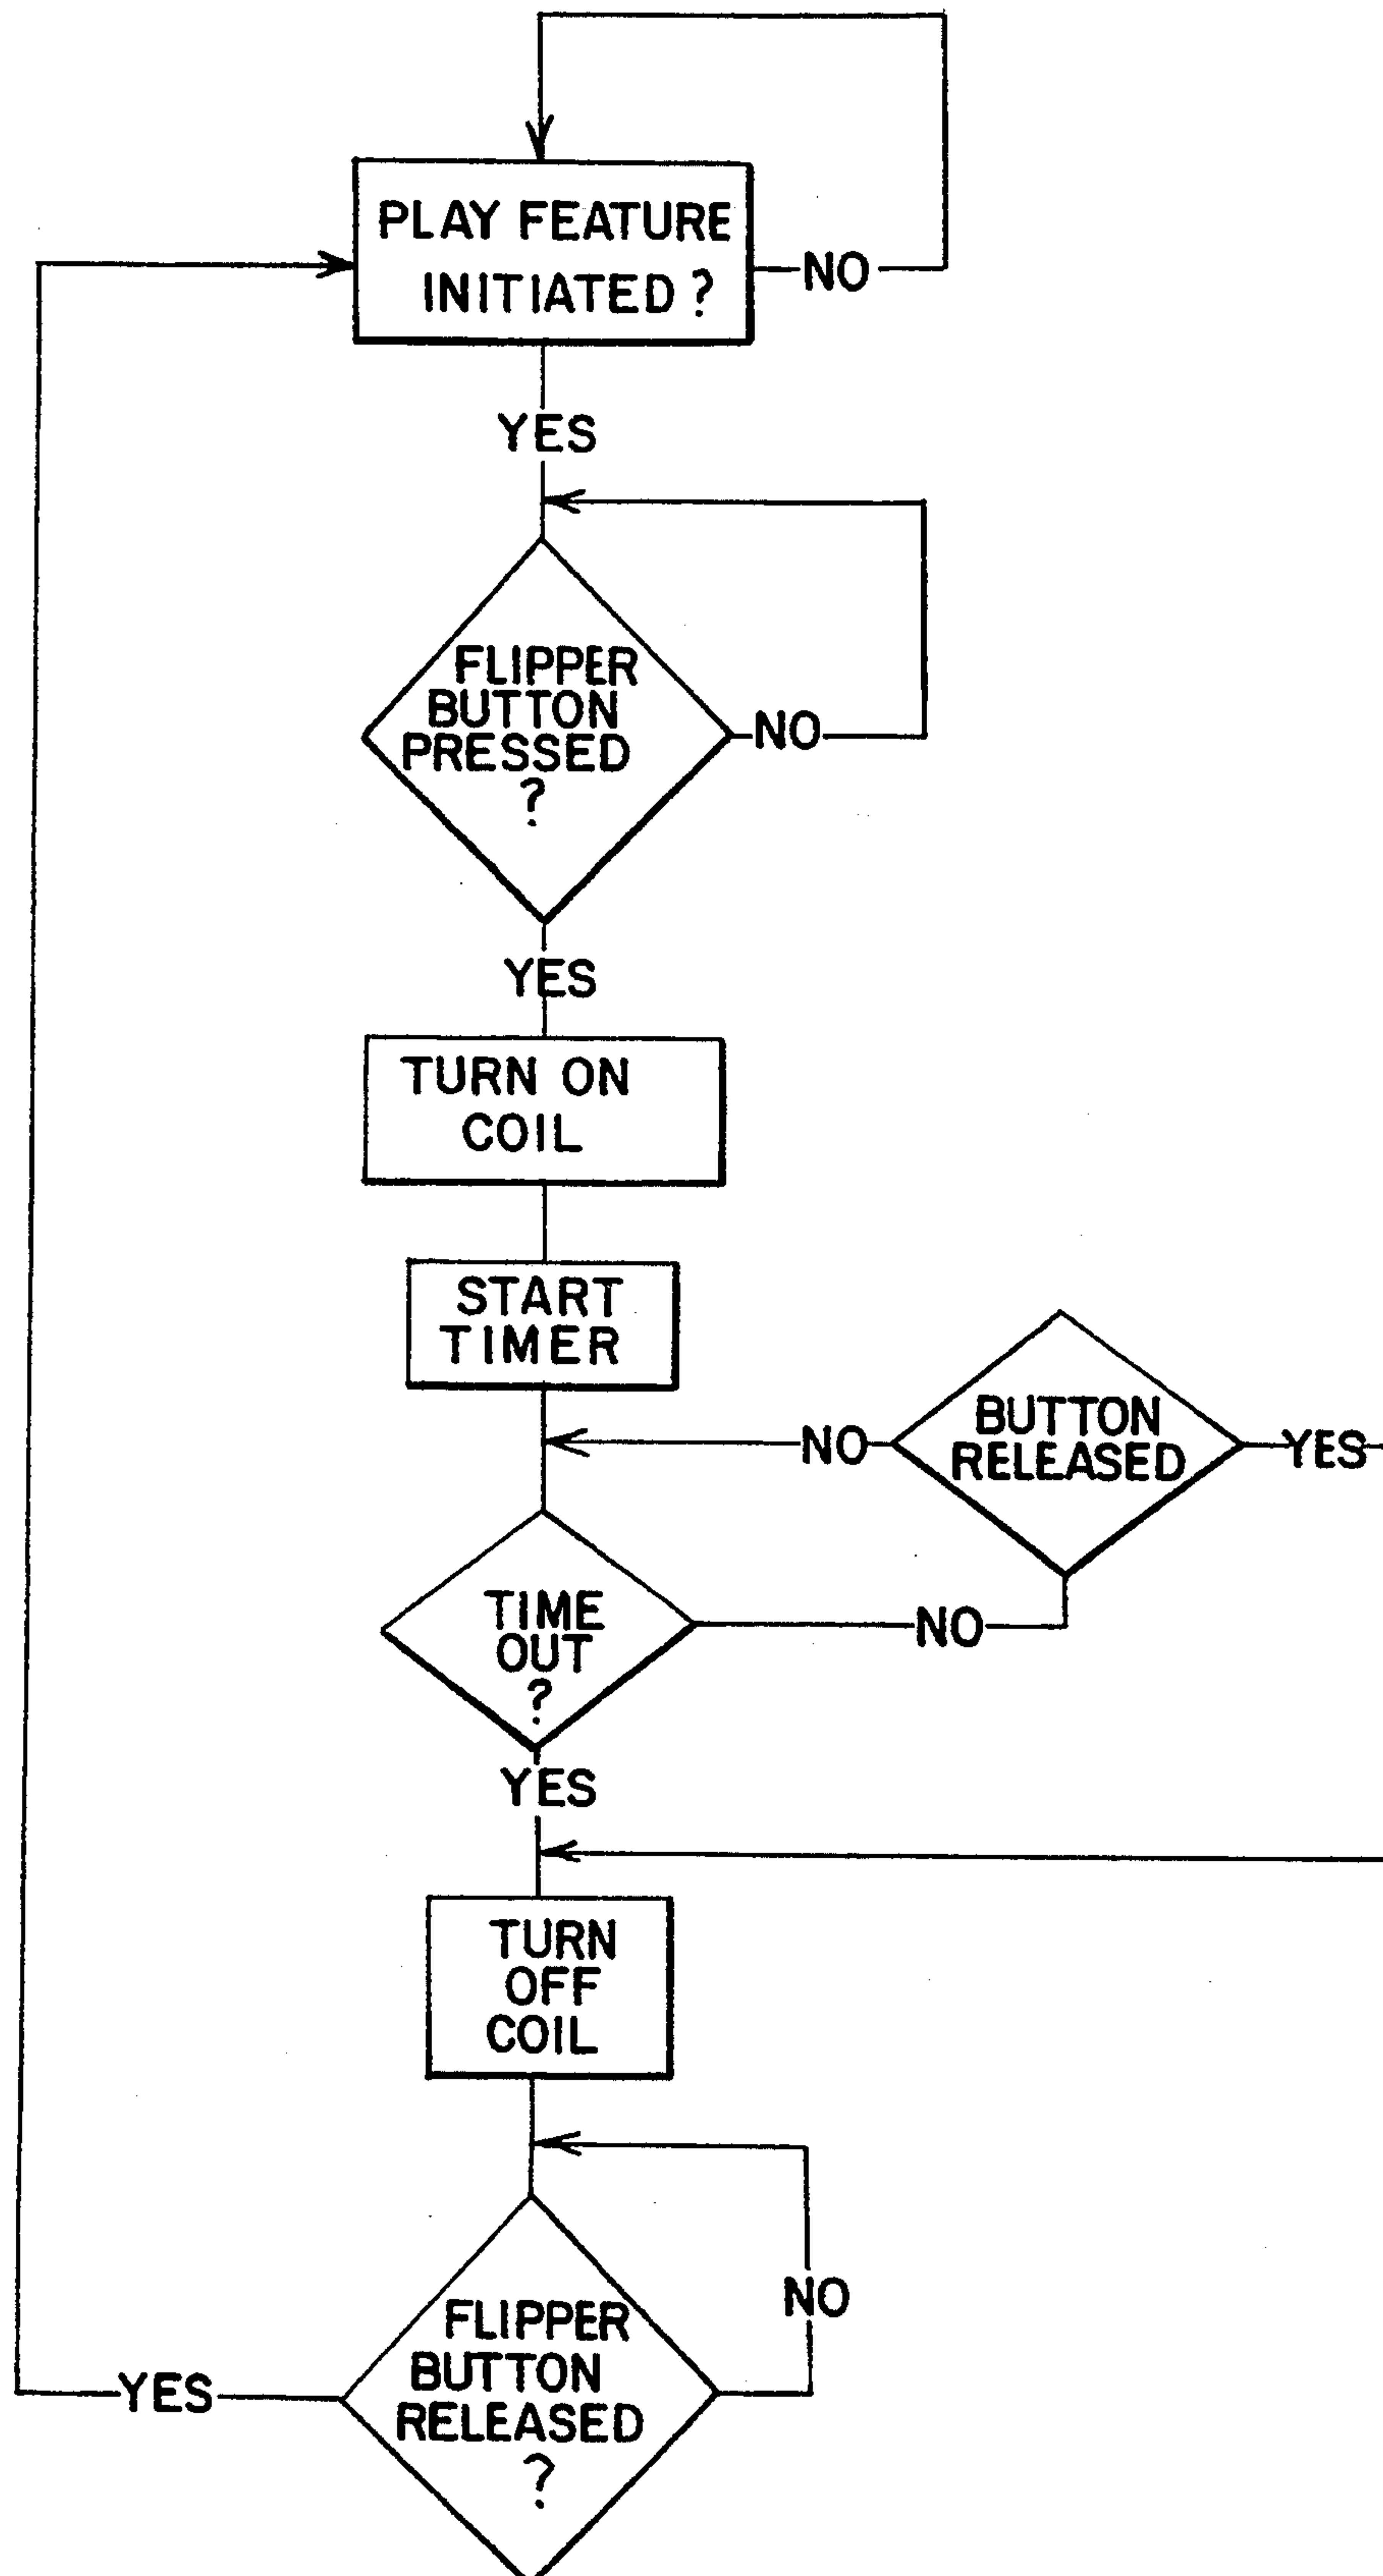 PLAY FEATURE
INITIATED ?
NO
YES
FLIPPER
BUTTON
PRESSED
?
NO
YES
TURN ON
COIL
START
TIMER
BUTTON
RELEASED
NO
YES
TIME
OUT
?
NO
YES
TURN
OFF
COIL
FLIPPER
BUTTON
RELEASED
?
NO
YES